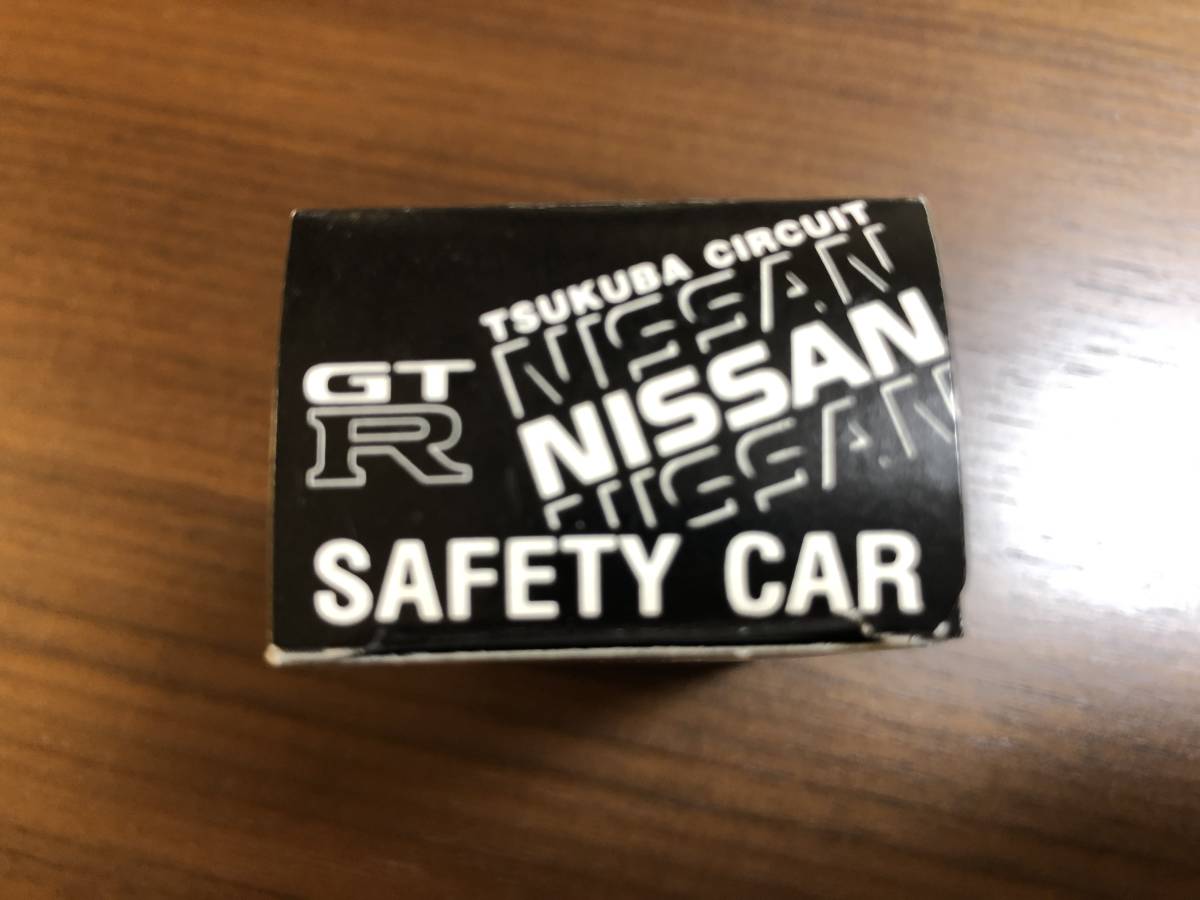 TSUKUBA CIRCUIT
NISSAN
NISSAN
NISSAN
GT
R
SAFETY CAR